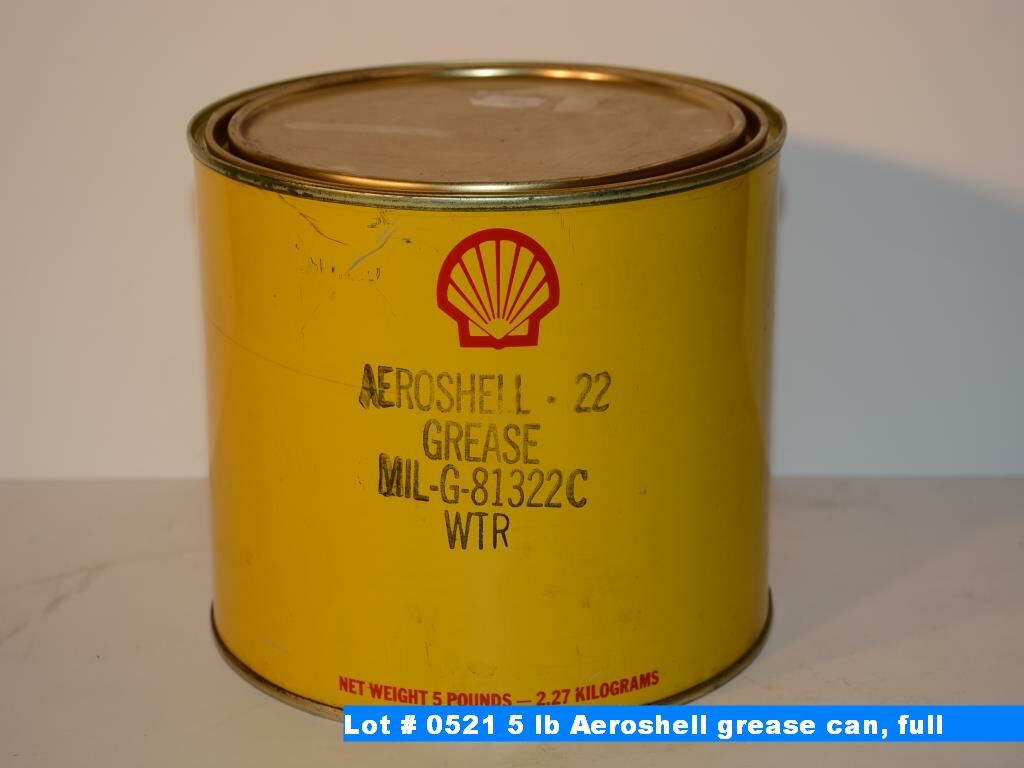 AEROSHELL - 22
GREASE
MIL-G-81322C
WTR
NET WEIGHT 5 POUNDS — 2.27 KILOGRAMS
Lot # 0521 5 lb Aeroshell grease can, full